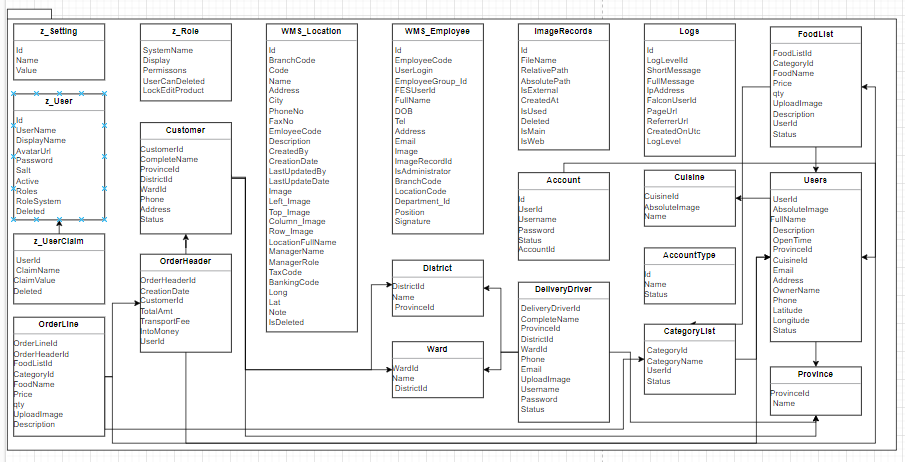 z_Setting
Id
Name
Value
z_User
Id
UserName
DisplayName
AvatarUrl
Password
Salt
Active
Roles
RoleSystem
Deleted
z_UserClaim
UserId
ClaimName
ClaimValue
Deleted
OrderLine
OrderLineId
OrderHeaderId
FoodListId
CategoryId
FoodName
Price
qty
UploadImage
Description
z_Role
SystemName
Display
Permissons
UserCanDeleted
LockEditProduct
Customer
CustomerId
CompleteName
ProvinceId
DistrictId
WardId
Phone
Address
Status
OrderHeader
OrderHeaderId
CreationDate
CustomerId
TotalAmt
TransportFee
IntoMoney
UserId
WMS_Location
Id
BranchCode
Code
Name
Address
City
PhoneNo
FaxNo
EmloyeeCode
Description
CreatedBy
CreationDate
LastUpdatedBy
LastUpdateDate
Image
Left_Image
Top_Image
Column_Image
Row_Image
LocationFullName
ManagerName
ManagerRole
TaxCode
BankingCode
Long
Lat
Note
IsDeleted
WMS_Employee
Id
EmployeeCode
UserLogin
EmployeeGroup_Id
FESUserId
FullName
DOB
Tel
Address
Email
Image
ImageRecordId
IsAdministrator
BranchCode
LocationCode
Department_Id
Position
Signature
District
DistrictId
Name
ProvinceId
Ward
WardId
Name
DistrictId
ImageRecords
Id
FileName
RelativePath
AbsolutePath
IsExternal
CreatedAt
IsUsed
Deleted
IsMain
IsWeb
Account
Id
UserId
Username
Password
Status
AccountId
DeliveryDriver
DeliveryDriverId
CompleteName
ProvinceId
DistrictId
WardId
Phone
Email
UploadImage
Username
Password
Status
Logs
Id
LogLevelId
ShortMessage
FullMessage
IpAddress
FalconUserId
PageUrl
ReferrerUrl
CreatedOnUtc
LogLevel
Cuisine
CuisineId
AbsoluteImage
Name
AccountType
Id
Name
Status
CategoryList
CategoryId
CategoryName
UserId
Status
FoodList
FoodListId
CategoryId
FoodName
Price
qty
UploadImage
Description
UserId
Status
Users
UserId
AbsoluteImage
FullName
Description
OpenTime
ProvinceId
CuisineId
Email
Address
OwnerName
Phone
Latitude
Longitude
Status
Province
ProvinceId
Name